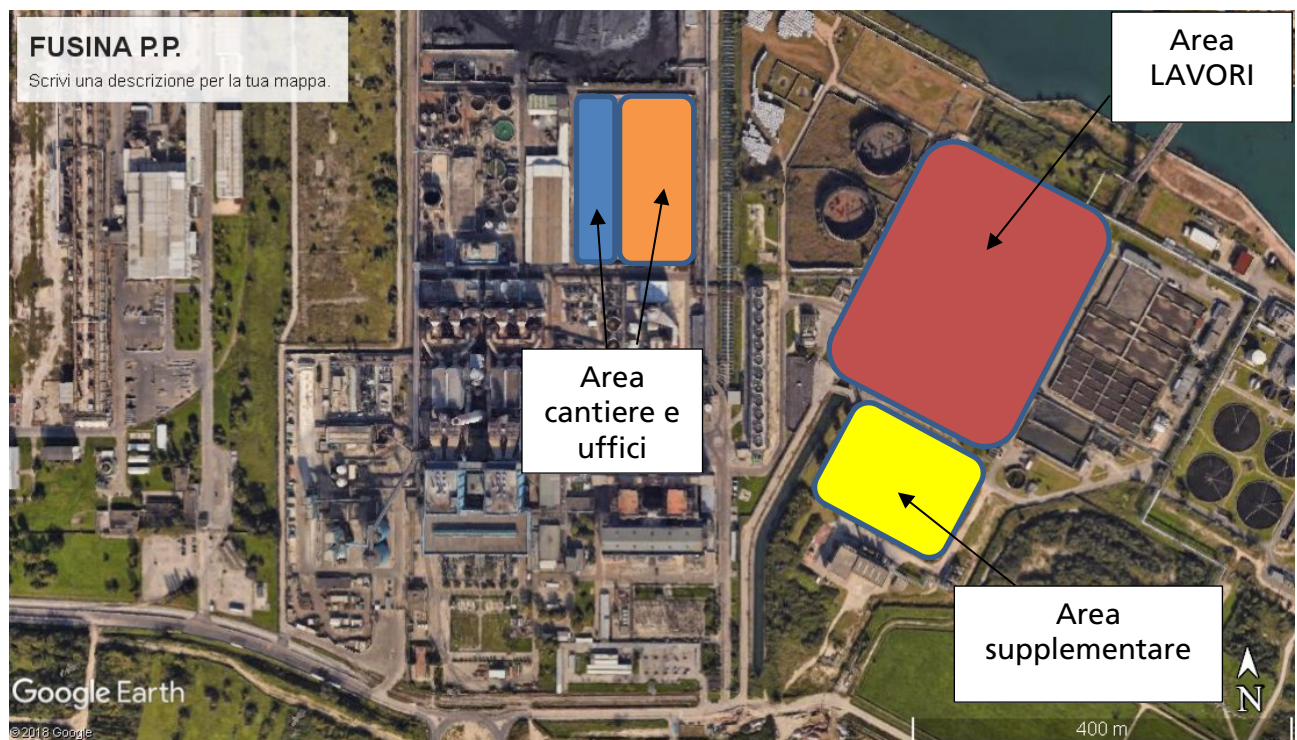 FUSINA P.P.
Scrivi una descrizione per la tua mappa.
Area
LAVORI
Area
cantiere e
uffici
Area
supplementare
N
Google Earth
©2018 Google
400 m